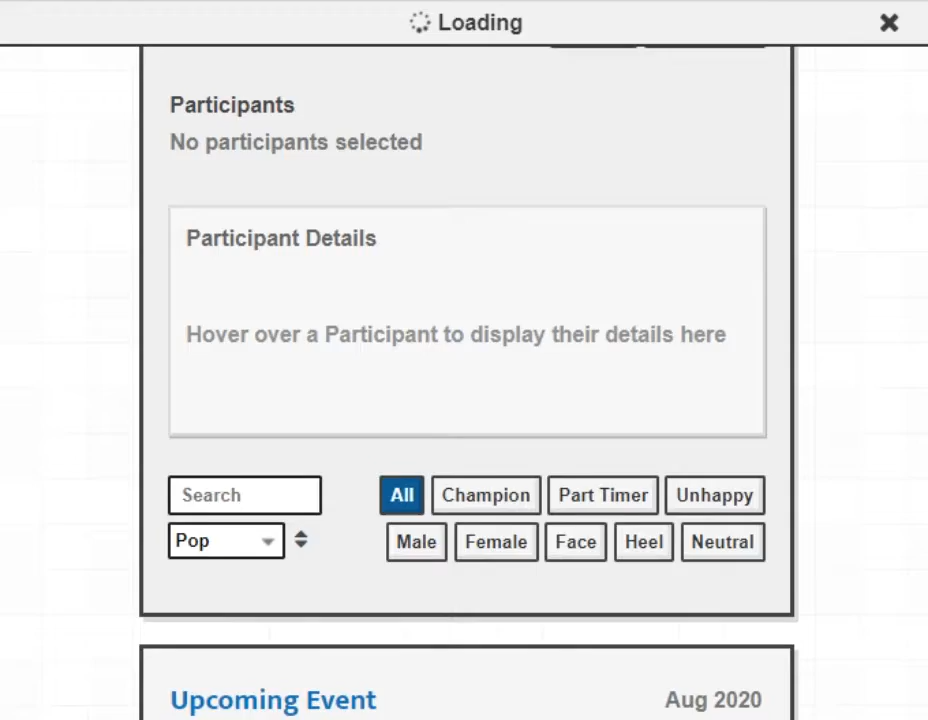 Loading
Participants
No participants selected
Participant Details
Hover over a Participant to display their details here
Search
All Champion Part Timer Unhappy
Pop
Male Female Face Heel Neutral
Upcoming Event Aug 2020